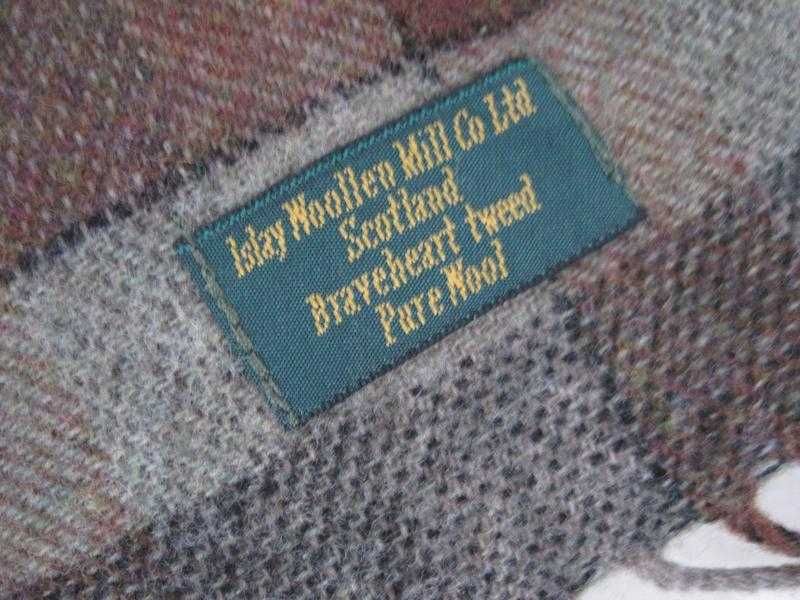 Islay Woollen Mill Co Ltd
Scotland
Braveheart tweed
Pure Wool